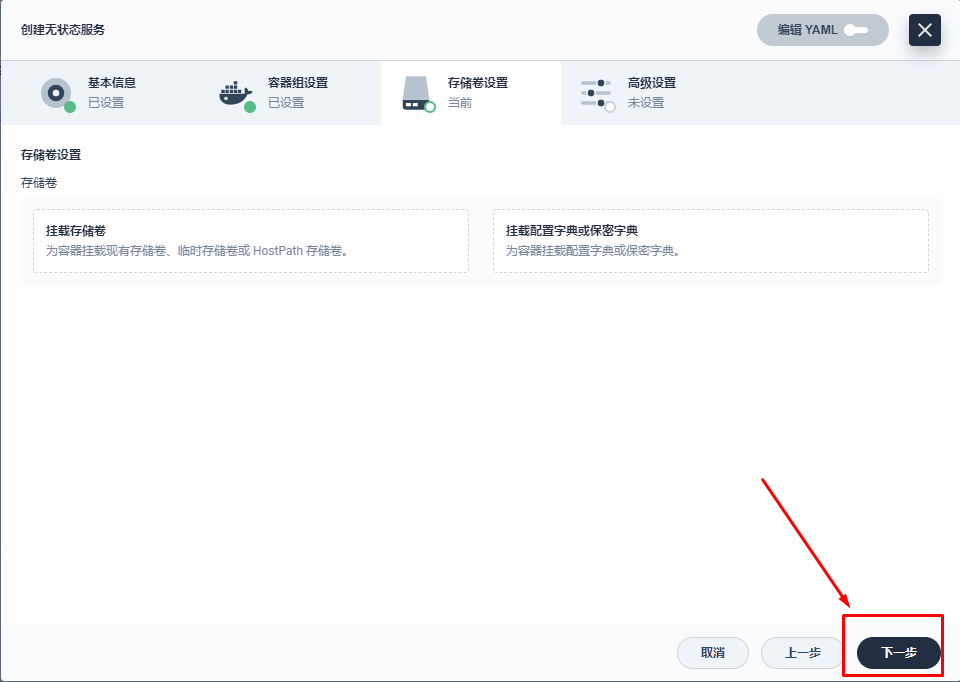 创建无状态服务
编辑 YAML
基本信息
已设置
容器组设置
已设置
存储卷设置
当前
高级设置
未设置
存储卷设置
存储卷
挂载存储卷
为容器挂载现有存储卷、临时存储卷或 HostPath 存储卷。
挂载配置字典或保密字典
为容器挂载配置字典或保密字典。
取消
上一步
下一步